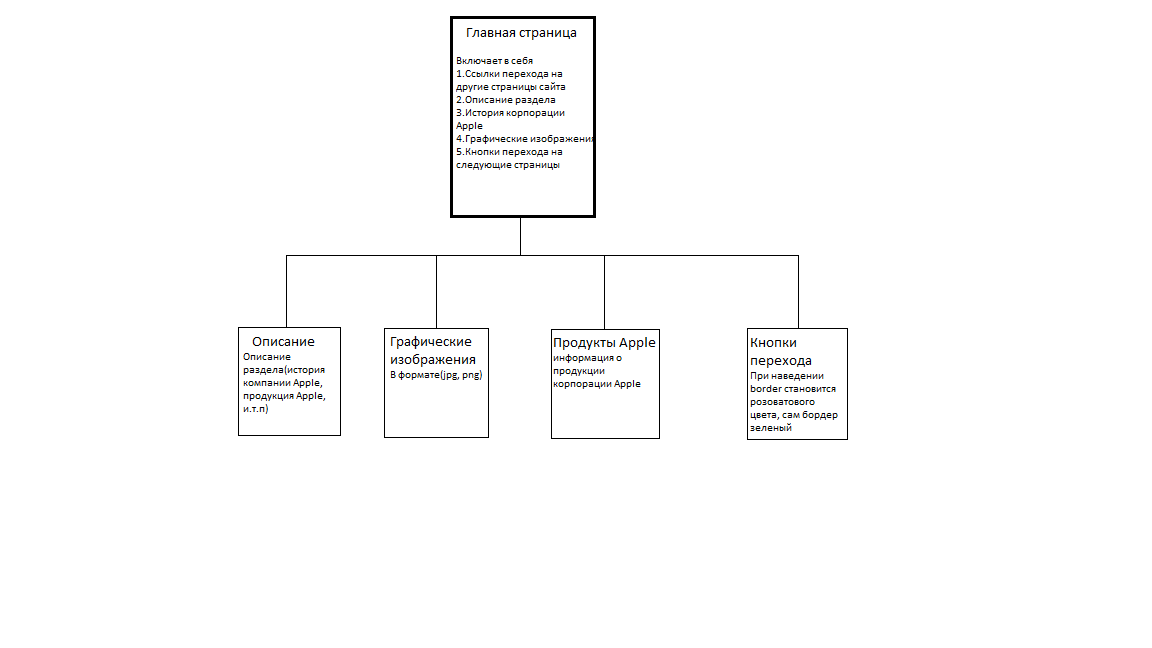 Главная страница
Включает в себя
1.Ссылки перехода на
другие страницы сайта
2.Описание раздела
3.История корпорации
Apple
4.Графические изображени
5.Кнопки перехода на
следующие страницы
Описание
Описание
раздела(история
компании Apple,
продукция Apple,
и.т.п)
Графические
изображения
В формате(jpg, png)
Продукты Apple
информация о
продукции
корпорации Apple
Кнопки
перехода
При наведении
border становится
розоватового
цвета, сам бордер
зеленый